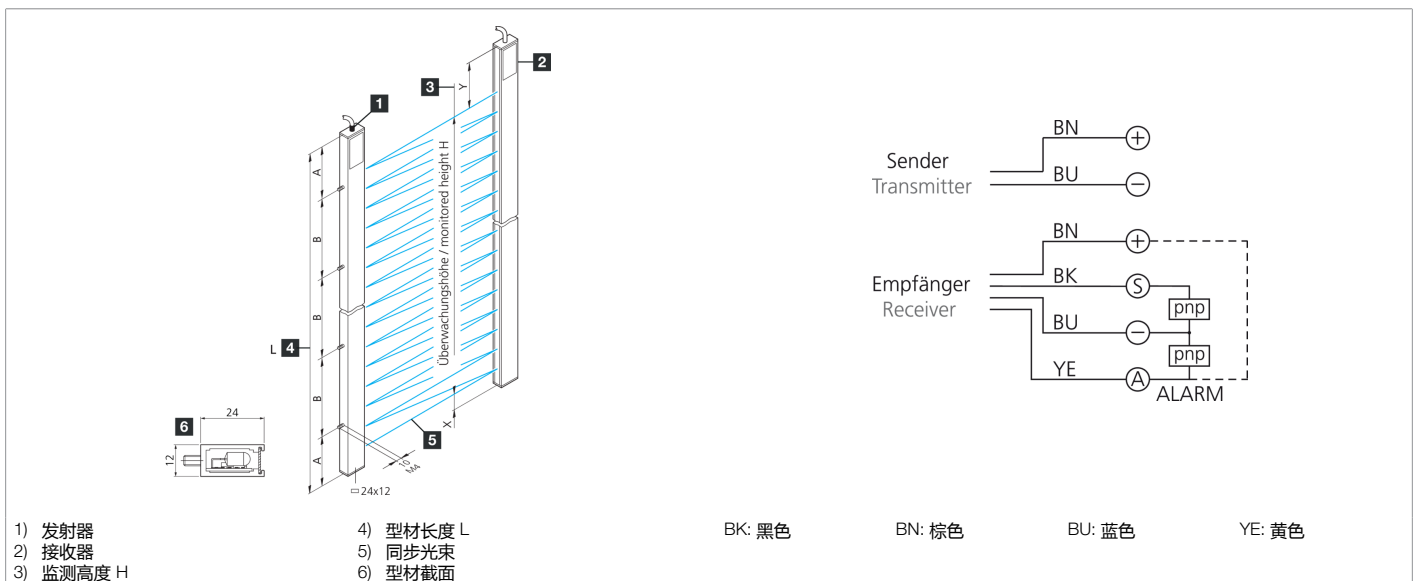 1
2
3
Y
A
B
B
B
A
L 4
Überwachungshöhe / monitored height H
X
5
10
M4
24x12
6
24
12
Sender
Transmitter
BN
+
BU
−
Empfänger
Receiver
BN
+
BK
S
pnp
BU
−
pnp
YE
A
ALARM
1) 发射器
2) 接收器
3) 监测高度 H
4) 型材长度 L
5) 同步光束
6) 型材截面
BK: 黑色
BN: 棕色
BU: 蓝色
YE: 黄色